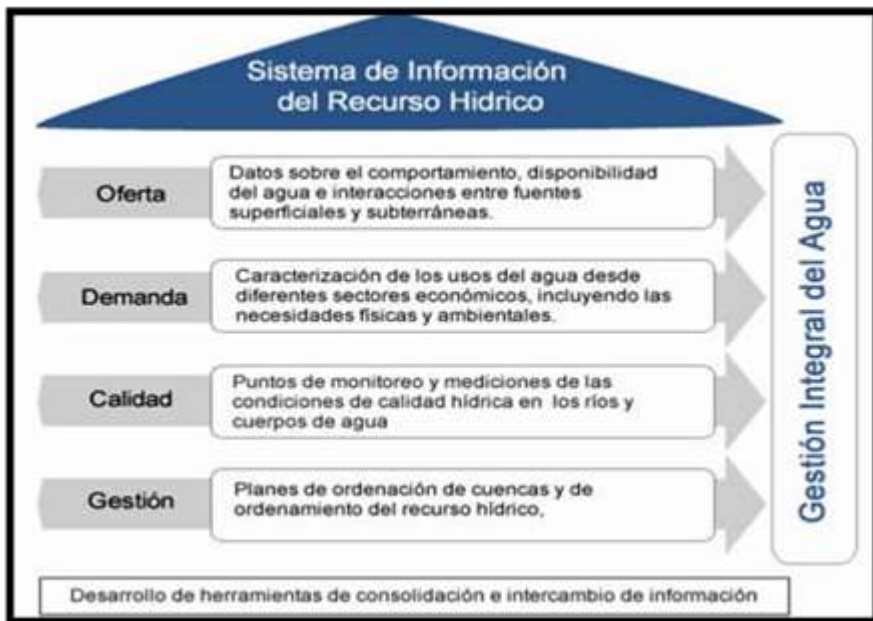 Sistema de Información
del Recurso Hidrico
Oferta
Datos sobre el comportamiento, disponibilidad
del agua e interacciones entre fuentes
superficiales y subterráneas.
Demanda
Caracterización de los usos del agua desde
diferentes sectores económicos, incluyendo las
necesidades físicas y ambientales.
Calidad
Puntos de monitoreo y mediciones de las
condiciones de calidad hídrica en los ríos y
cuerpos de agua
Gestión
Planes de ordenación de cuencas y de
ordenamiento del recurso hídrico,
Gestión Integral del Agua
Desarrollo de herramientas de consolidación e intercambio de información